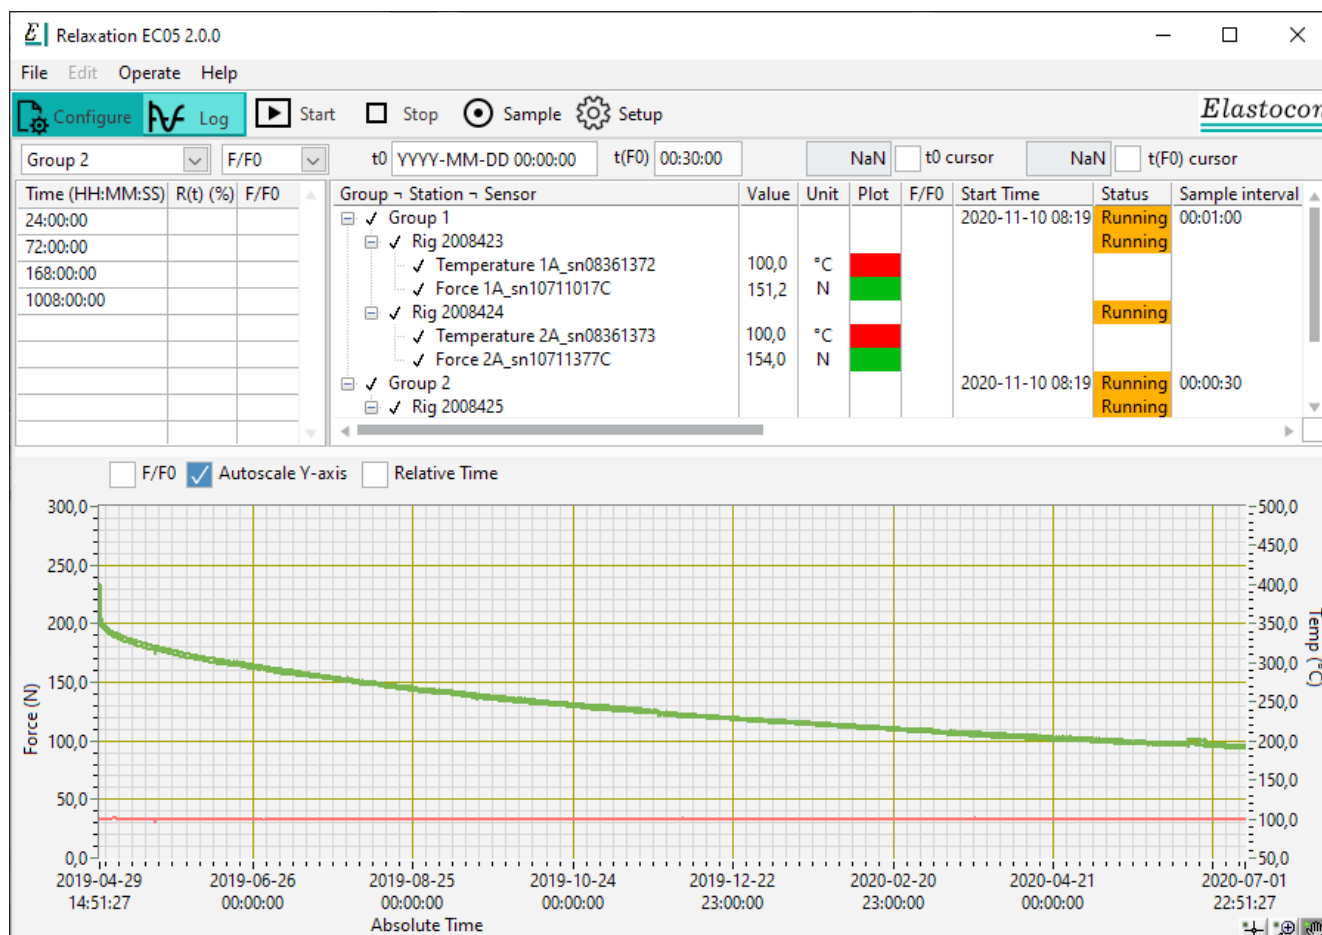 Relaxation EC05 2.0.0
File Edit Operate Help
Configure Log Start Stop Sample Setup Elastocon
Group 2 F/F0 t0 YYYY-MM-DD 00:00:00 t(F0) 00:30:00 NaN t0 cursor NaN t(F0) cursor
Time (HH:MM:SS) R(t) (%) F/F0
24:00:00
72:00:00
168:00:00
1008:00:00
Group ¬ Station ¬ Sensor Value Unit Plot F/F0 Start Time Status Sample interval
Group 1 2020-11-10 08:19 Running 00:01:00
Rig 2008423 Running
Temperature 1A_sn08361372 100,0 °C
Force 1A_sn10711017C 151,2 N
Rig 2008424 Running
Temperature 2A_sn08361373 100,0 °C
Force 2A_sn10711377C 154,0 N
Group 2 2020-11-10 08:19 Running 00:00:30
Rig 2008425 Running
F/F0 Autoscale Y-axis Relative Time
300,0
250,0
200,0
150,0
100,0
50,0
0,0
Force (N)
500,0
450,0
400,0
350,0
300,0
250,0
200,0
150,0
100,0
50,0
Temp (°C)
2019-04-29 2019-06-26 2019-08-25 2019-10-24 2019-12-22 2020-02-20 2020-04-21 2020-07-01
14:51:27 00:00:00 00:00:00 00:00:00 23:00:00 23:00:00 00:00:00 22:51:27
Absolute Time